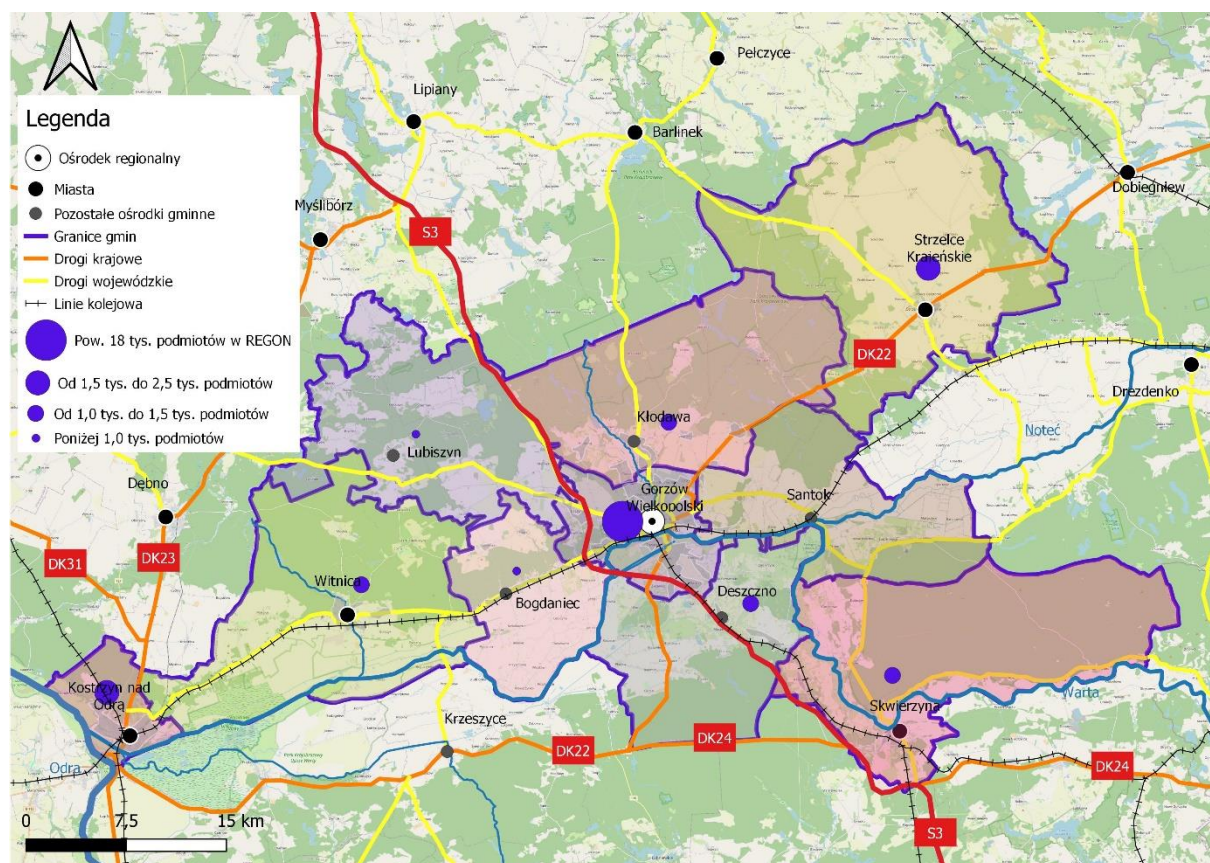 Legenda
Ośrodek regionalny
Miasta
Pozostałe ośrodki gminne
Granice gmin
Drogi krajowe
Drogi wojewódzkie
Linie kolejowa
Pow. 18 tys. podmiotów w REGON
Od 1,5 tys. do 2,5 tys. podmiotów
Od 1,0 tys. do 1,5 tys. podmiotów
Poniżej 1,0 tys. podmiotów
Pełczyce
Lipiany
Barlinek
Dobiegniew
Myślibórz
S3
Strzelce
Krajeńskie
DK22
Drezdenko
Kłodawa
Noteć
Lubiszyn
Gorzów
Wielkopolski
Santok
Dębno
DK31
DK23
Witnica
Bogdaniec
Deszczno
Kostrzyn nad
Odrą
Warta
Skwierzyna
Krzeszyce
DK22
DK24
Odra
DK24
S3
0 7,5 15 km